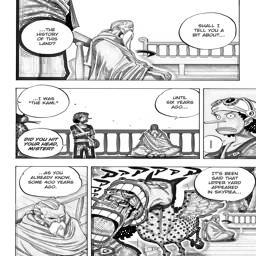 SHALL I
TELL YOU A
BIT ABOUT...
...THE
HISTORY
OF THIS
LAND?
UNTIL
SIX YEARS
AGO...
...I WAS
"THE KAMI."
DID YOU HIT
YOUR HEAD,
MISTER?
IT'S BEEN
SAID THAT
UPPER YARD
APPEARED IN
SKYPIEA...
...AS YOU
ALREADY KNOW,
SOME 400
YEARS AGO.